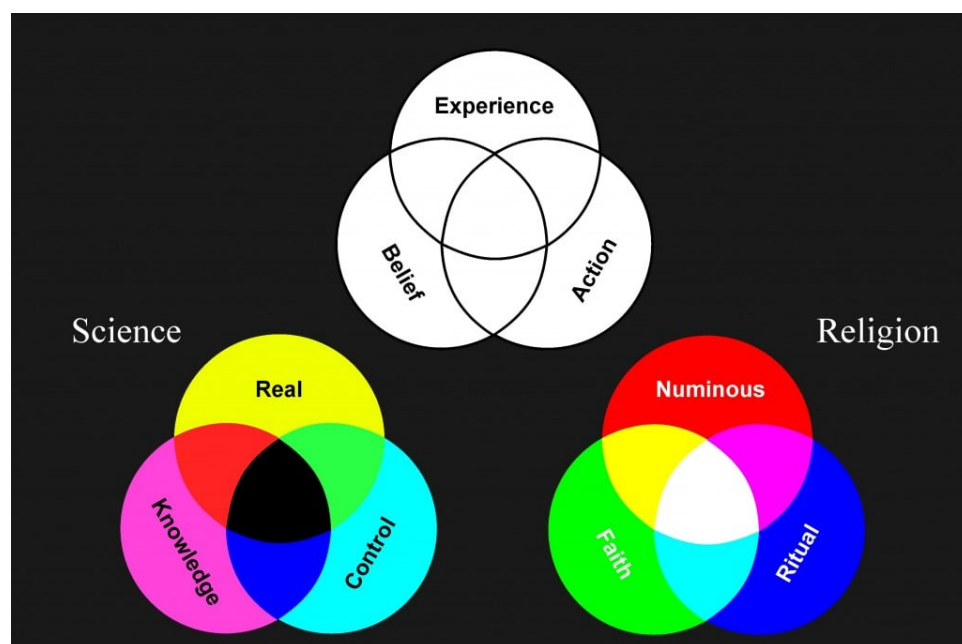 Experience
Belief
Action
Science
Religion
Real
Knowledge
Control
Numinous
Faith
Ritual